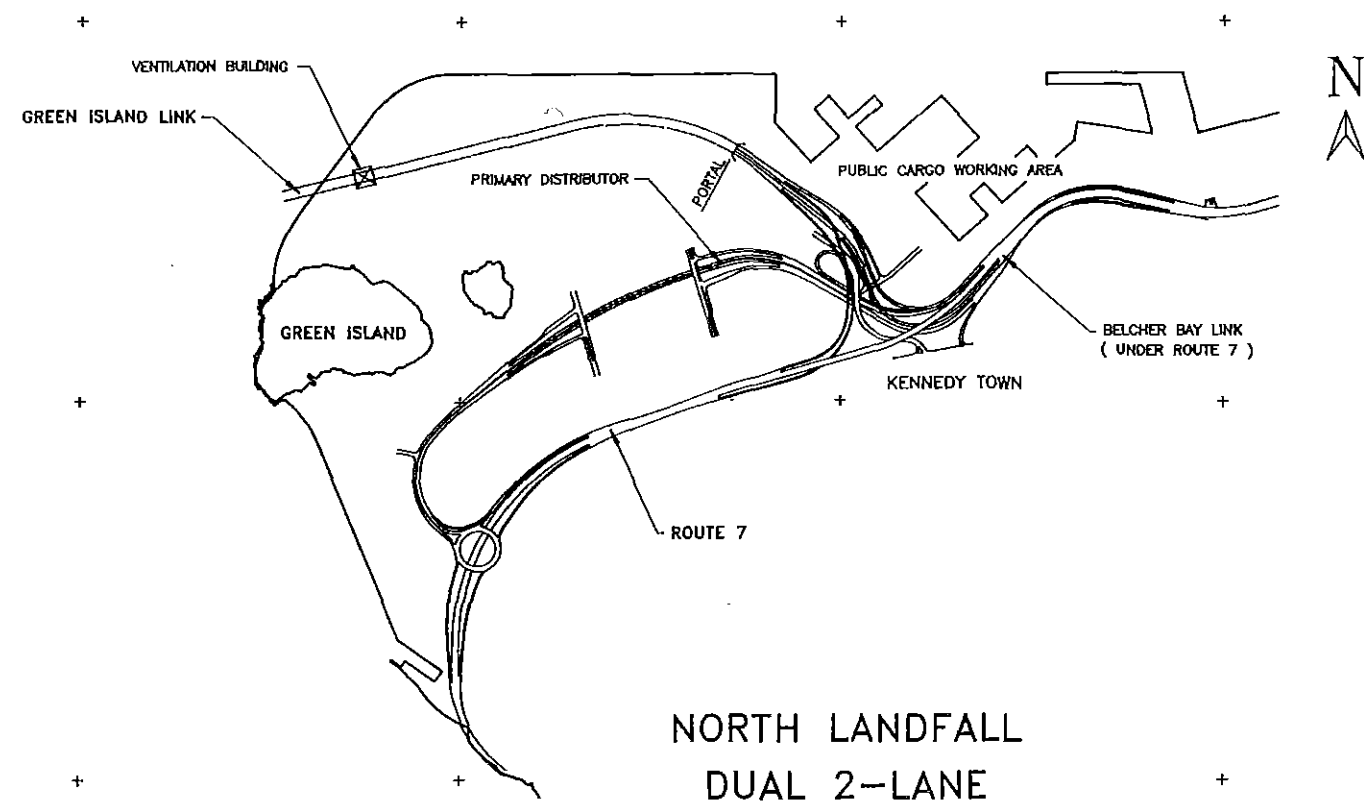 VENTILATION BUILDING
N
GREEN ISLAND LINK
PUBLIC CARGO WORKING AREA
PRIMARY DISTRIBUTOR
PORTAL
GREEN ISLAND
BELCHER BAY LINK
( UNDER ROUTE 7 )
KENNEDY TOWN
ROUTE 7
NORTH LANDFALL
DUAL 2-LANE